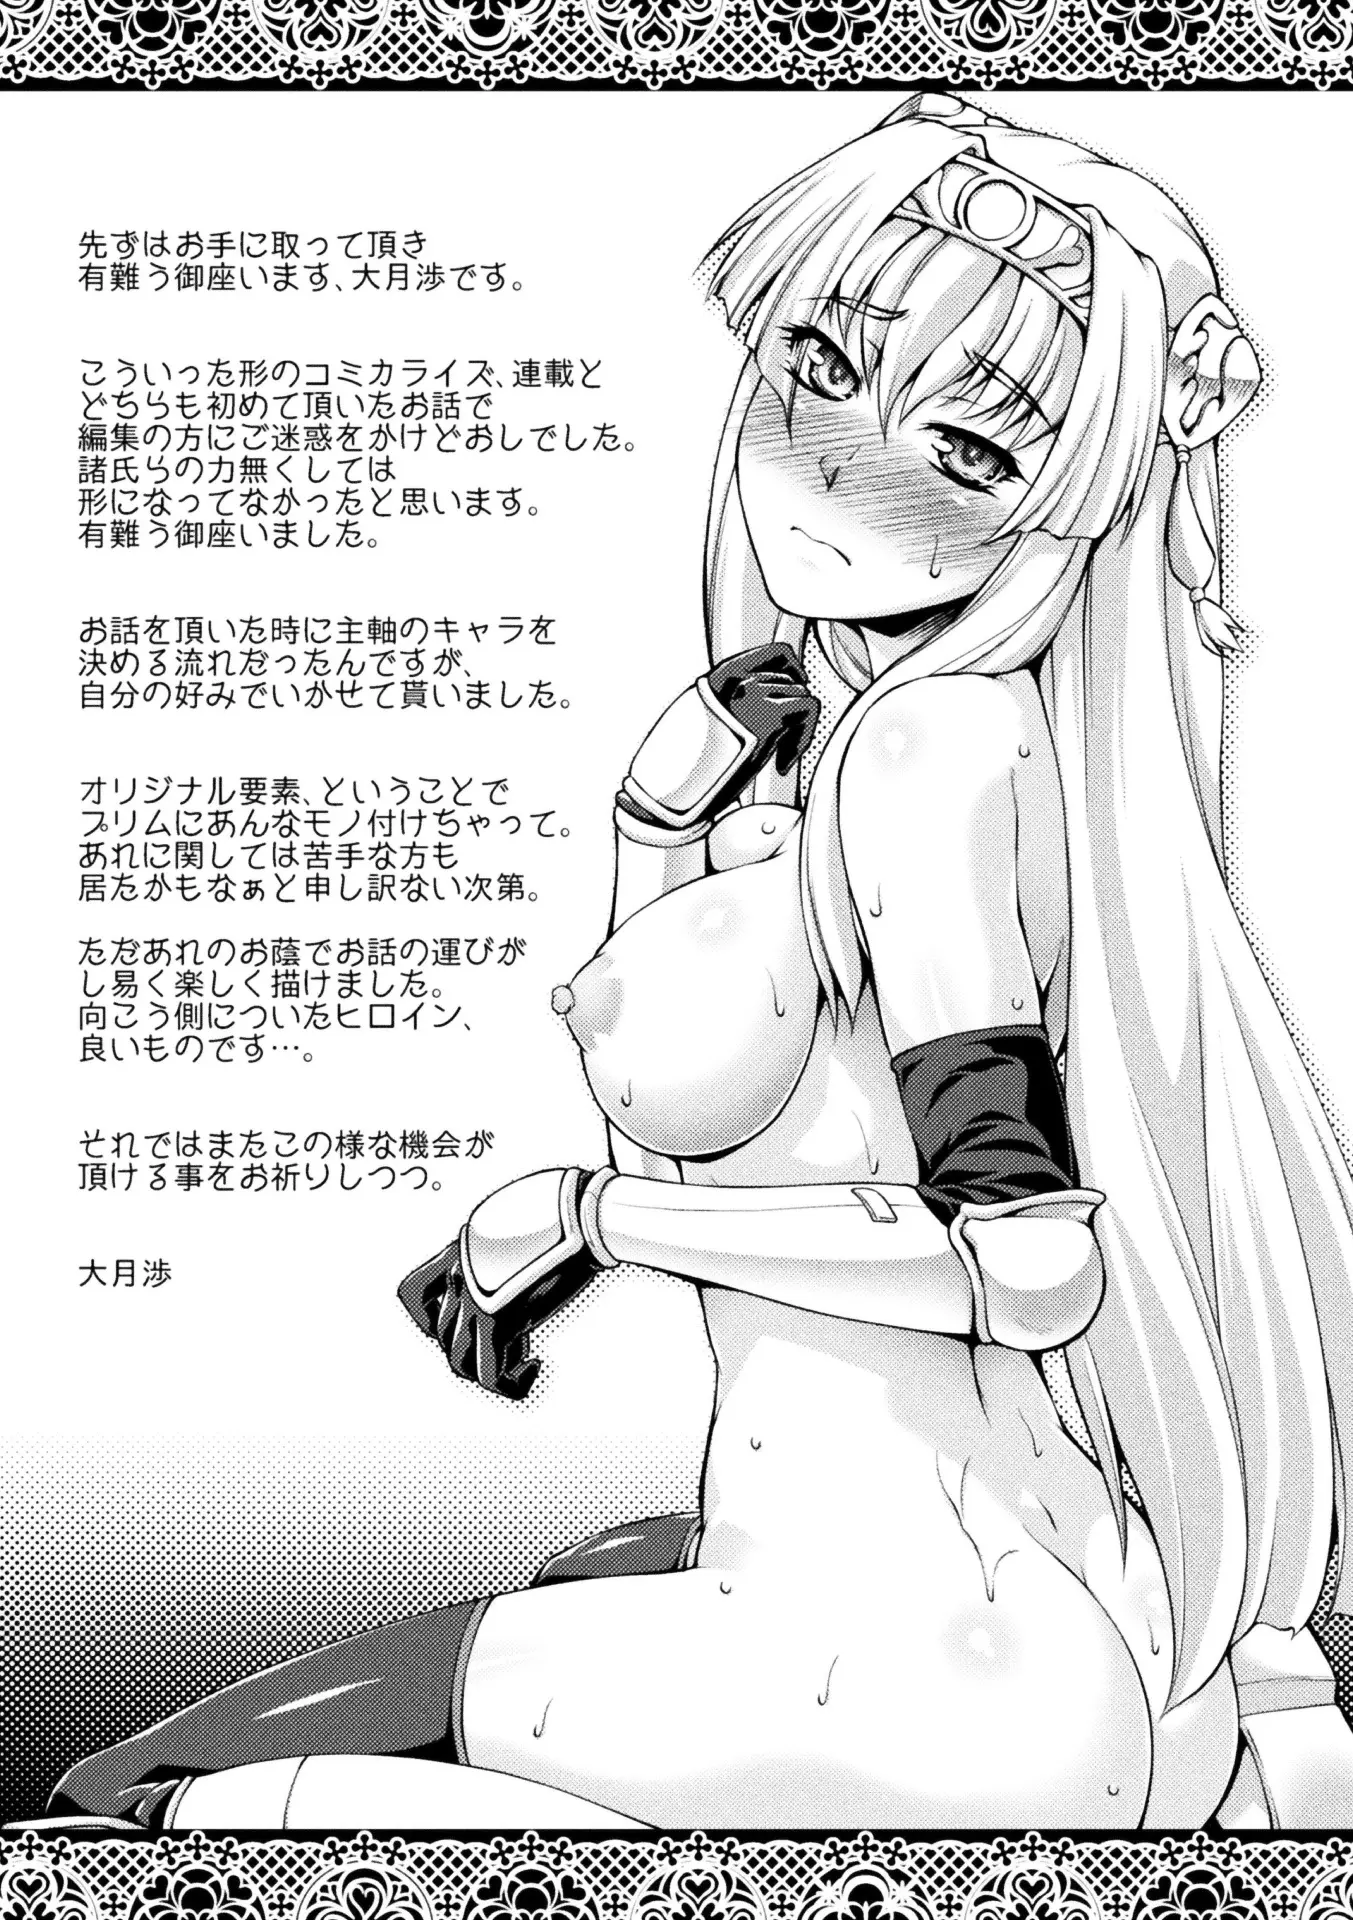 先ずはお手に取って頂き
有難う御座います、大月渉です。
こういった形のコミカライズ、連載と
どちらも初めて頂いたお話で
編集の方にご迷惑をかけどおしでした。
諸氏らの力無くしては
形になってなかったと思います。
有難う御座いました。
お話を頂いた時に主軸のキャラを
決める流れだったんですが、
自分の好みでいかせて貰いました。
オリジナル要素、ということで
プリムにあんなモノ付けちゃって。
あれに関しては苦手な方も
居たかもなぁと申し訳ない次第。
ただあれのお蔭でお話の運びが
し易く楽しく描けました。
向こう側についたヒロイン、
良いものです…。
それではまたこの様な機会が
頂ける事をお祈りしつつ。
大月渉